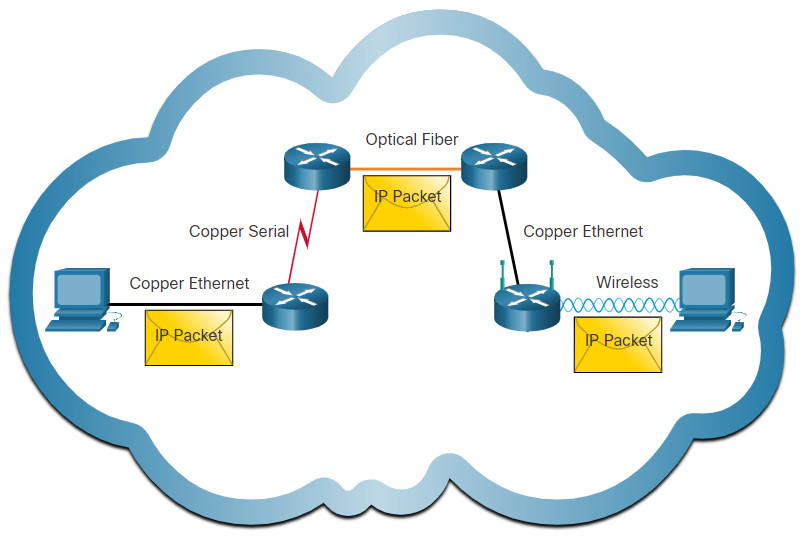 Optical Fiber
IP Packet
Copper Serial
Copper Ethernet
Copper Ethernet
IP Packet
Wireless
IP Packet